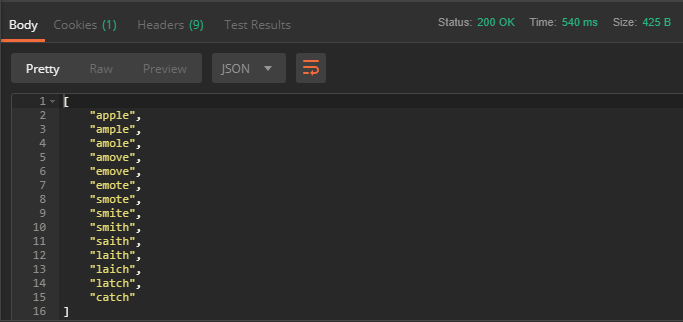 Body Cookies (1) Headers (9) Test Results Status: 200 OK Time: 540 ms Size: 425 B
Pretty Raw Preview JSON
1 [
2 "apple",
3 "ample",
4 "amole",
5 "amove",
6 "emove",
7 "emote",
8 "smote",
9 "smite",
10 "smith",
11 "saith",
12 "laith",
13 "laich",
14 "latch",
15 "catch"
16 ]